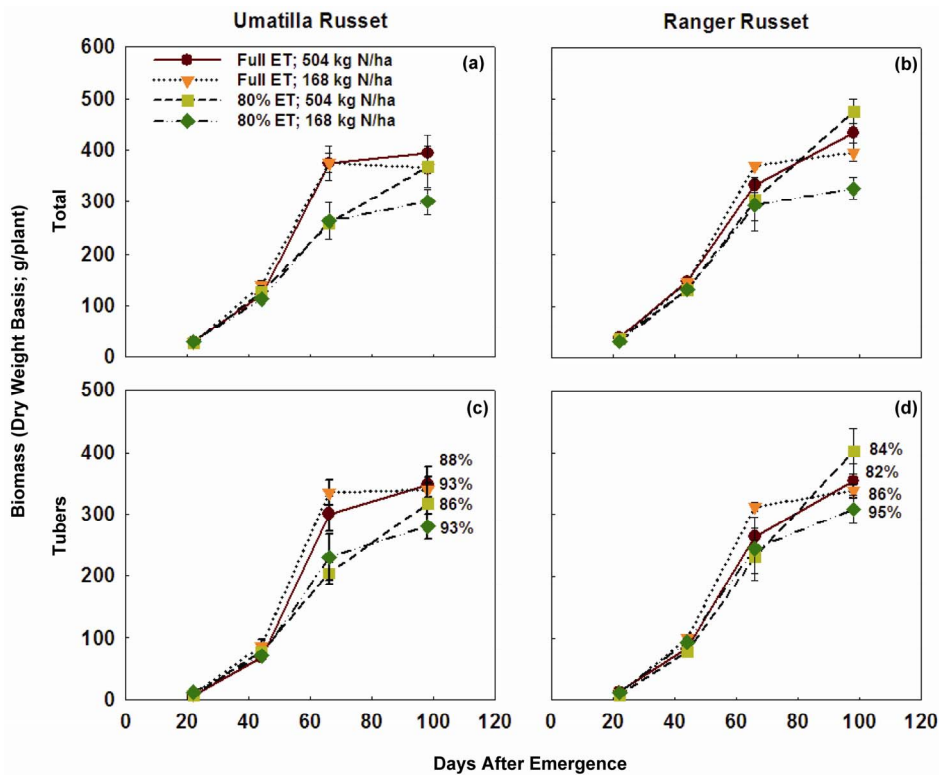 Umatilla Russet
Ranger Russet
600
500
400
300
200
100
0
Total
(a)
Full ET; 504 kg N/ha
Full ET; 168 kg N/ha
80% ET; 504 kg N/ha
80% ET; 168 kg N/ha
(b)
Biomass (Dry Weight Basis; g/plant)
500
400
300
200
100
0
Tubers
(c)
88%
93%
86%
93%
(d)
84%
82%
86%
95%
0 20 40 60 80 100 120
0 20 40 60 80 100 120
Days After Emergence